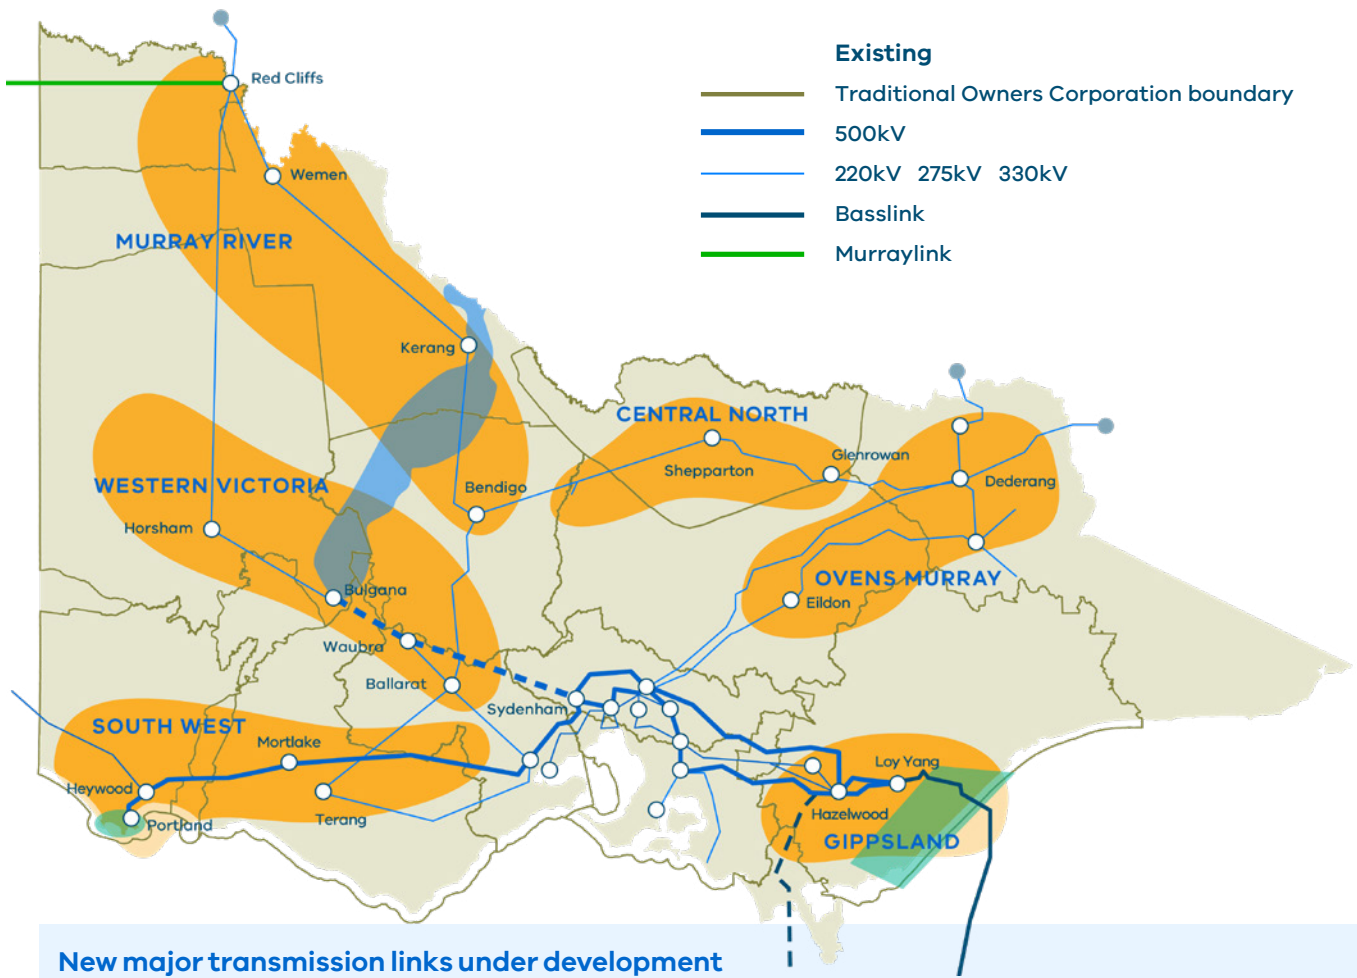 Existing
Traditional Owners Corporation boundary
500kV
220kV 275kV 330kV
Basslink
Murraylink
Red Cliffs
Wemen
MURRAY RIVER
Kerang
CENTRAL NORTH
Shepparton
Glenrowan
Dederang
WESTERN VICTORIA
Bendigo
Horsham
OVENS MURRAY
Eildon
Bulgana
Waubra
Ballarat
Sydenham
SOUTH WEST
Mortlake
Heywood
Portland
Terang
Loy Yang
Hazelwood
GIPPSLAND
New major transmission links under development